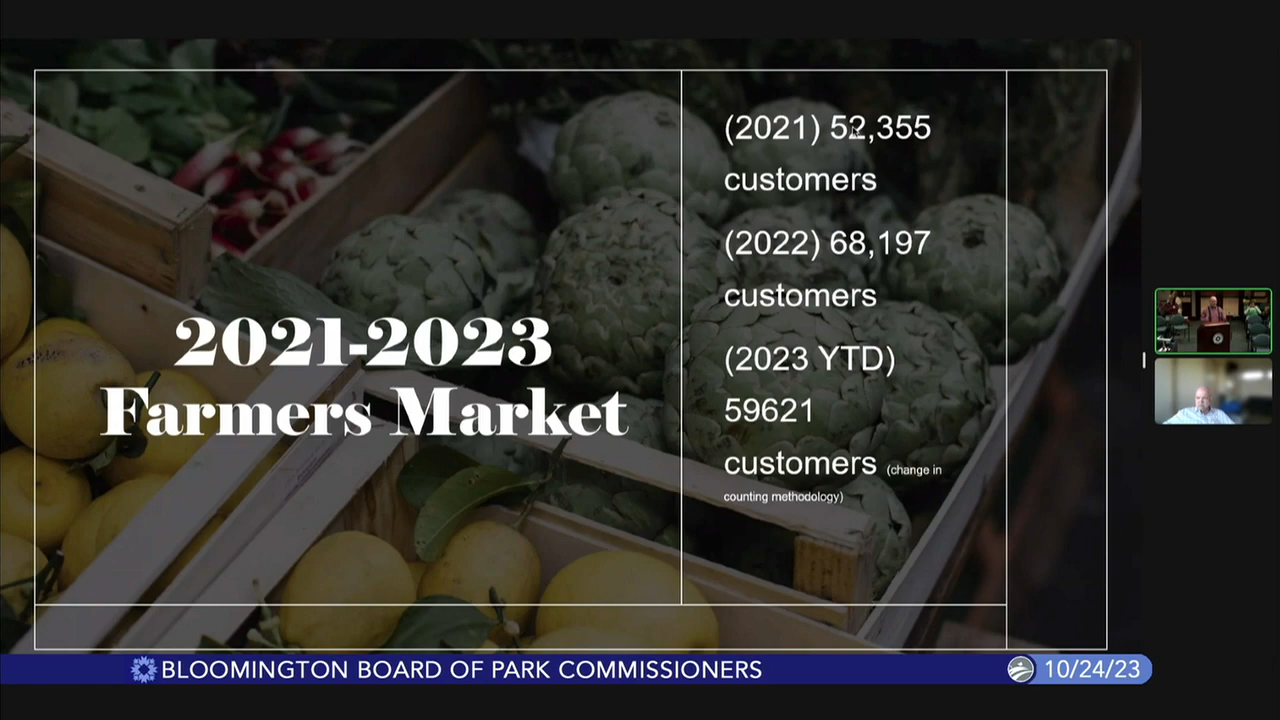 2021-2023
Farmers Market
(2021) 52,355
customers
(2022) 68,197
customers
(2023 YTD)
59621
customers (change in
counting methodology)
BLOOMINGTON BOARD OF PARK COMMISSIONERS
10/24/23